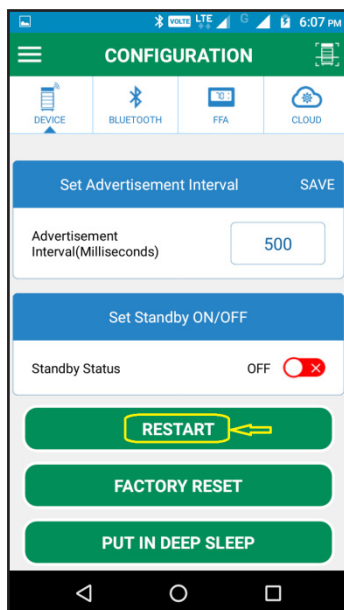 VOLTE LTE G 6:07 PM
CONFIGURATION
DEVICE BLUETOOTH FFA CLOUD
Set Advertisement Interval SAVE
Advertisement
Interval(Milliseconds) 500
Set Standby ON/OFF
Standby Status OFF
RESTART
FACTORY RESET
PUT IN DEEP SLEEP